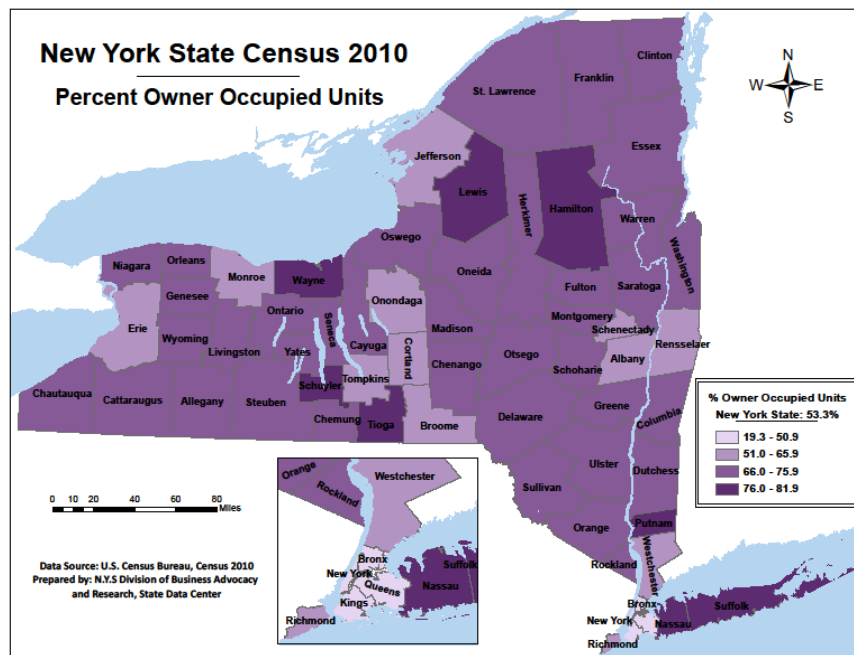 New York State Census 2010
Percent Owner Occupied Units
N
W E
S
Clinton
Franklin
St. Lawrence
Essex
Jefferson
Lewis
Hamilton
Herkimer
Warren
Washington
Oswego
Oneida
Niagara
Orleans
Monroe
Wayne
Fulton
Saratoga
Genesee
Onondaga
Ontario
Seneca
Montgomery
Schenectady
Erie
Madison
Rensselaer
Wyoming
Livingston
Yates
Cayuga
Cortland
Otsego
Albany
Chenango
Schoharie
Tompkins
Schuyler
Chautauqua
Cattaraugus
Allegany
Steuben
Chemung
Tioga
Broome
Delaware
Greene
Columbia
Ulster
Dutchess
Sullivan
Orange
Putnam
Rockland
Westchester
Bronx
New York
Nassau
Suffolk
Richmond
% Owner Occupied Units
New York State: 53.3%
19.3 - 50.9
51.0 - 65.9
66.0 - 75.9
76.0 - 81.9
0 10 20 40 60 80
Miles
Data Source: U.S. Census Bureau, Census 2010
Prepared by: N.Y.S Division of Business Advocacy
and Research, State Data Center
Orange
Rockland
Westchester
Bronx
New York
Queens
Kings
Richmond
Nassau
Suffolk